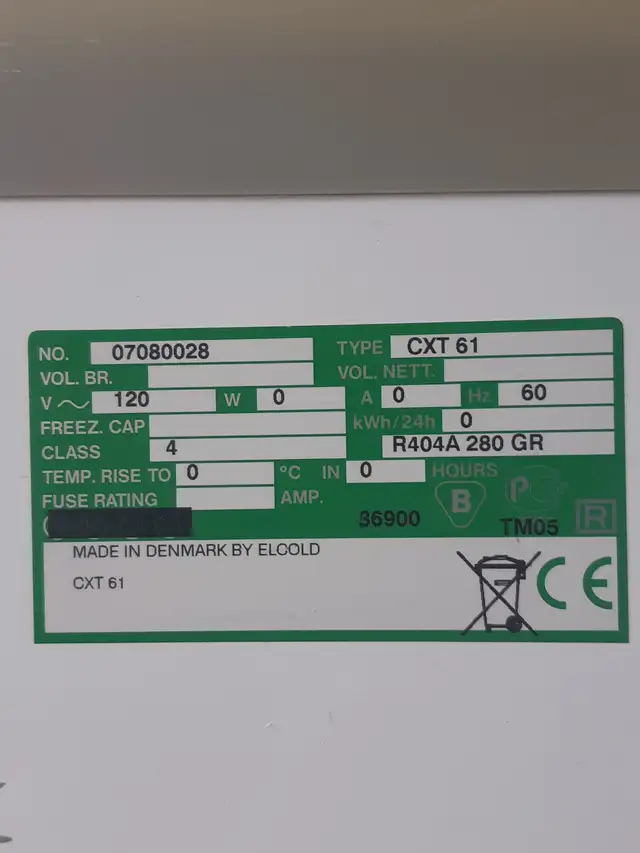 NO. 07080028 TYPE CXT 61
VOL. BR. VOL. NETT.
V ~ 120 W 0 A 0 Hz 60
FREEZ. CAP kWh/24h 0
CLASS 4 R404A 280 GR
TEMP. RISE TO 0 °C IN 0 HOURS
FUSE RATING AMP.
36900 B P TM05 R
MADE IN DENMARK BY ELCOLD
CXT 61
CE